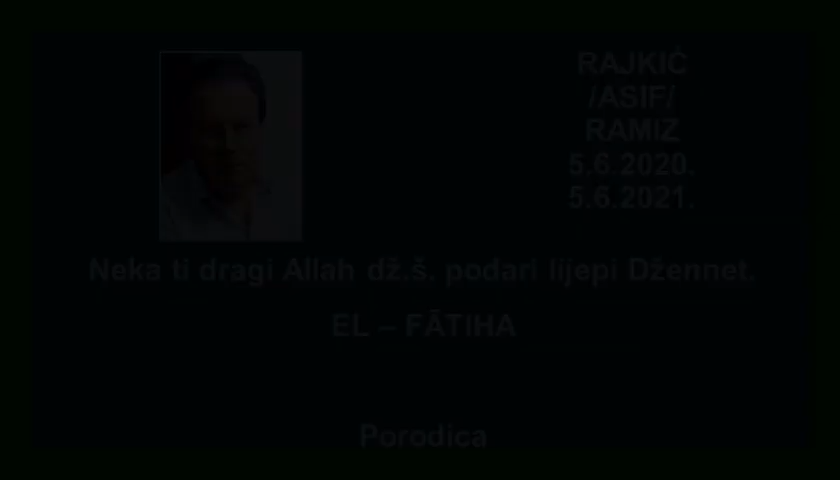 RAJKIĆ
/ASIF/
RAMIZ
5.6.2020.
5.6.2021.
Neka ti dragi Allah dž.š. podari lijepi Džennet.
EL – FĀTIHA
Porodica